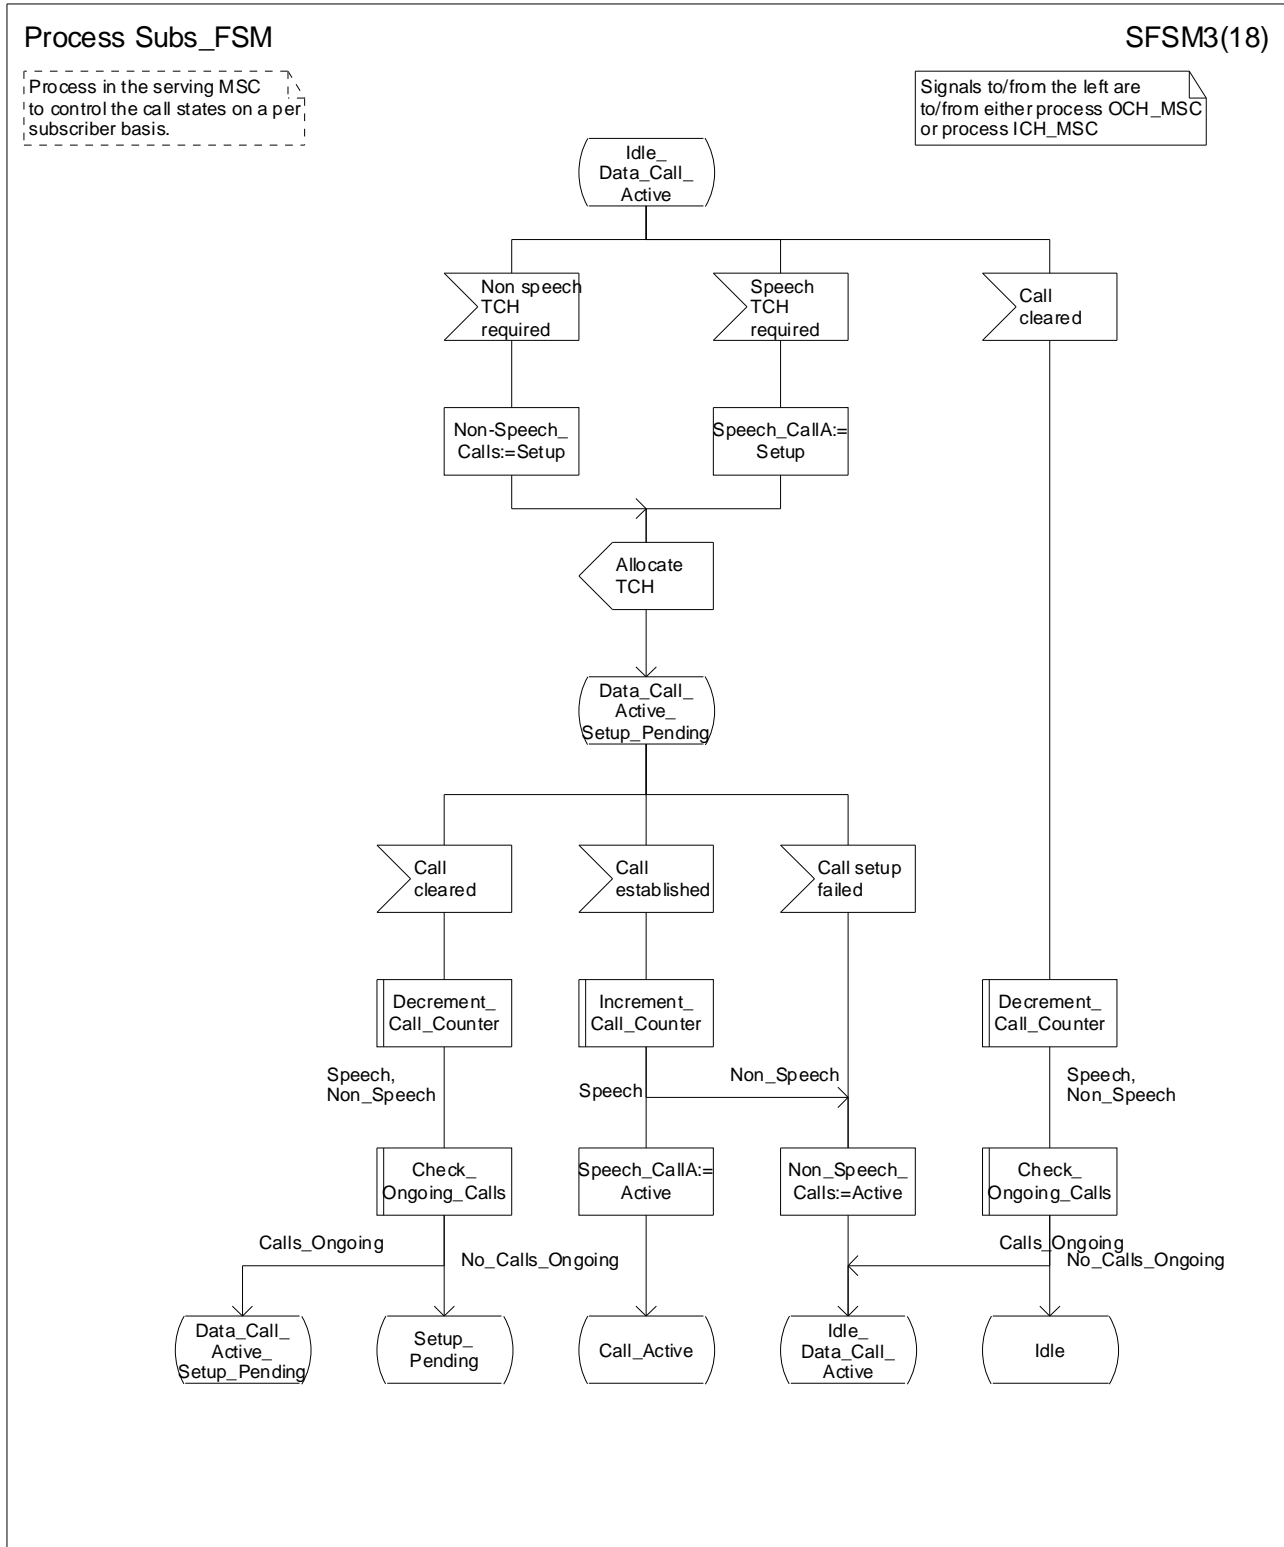 Process Subs_FSM
SFSM3(18)
Process in the serving MSC
to control the call states on a per
subscriber basis.
Signals to/from the left are
to/from either process OCH_MSC
or process ICH_MSC
Idle_
Data_Call_
Active
Non speech
TCH
required
Speech
TCH
required
Call
cleared
Non-Speech_
Calls:=Setup
Speech_CallA:=
Setup
Allocate
TCH
Data_Call_
Active_
Setup_Pending
Call
cleared
Call
established
Call setup
failed
Decrement_
Call_Counter
Increment_
Call_Counter
Decrement_
Call_Counter
Speech,
Non_Speech
Speech
Non_Speech
Speech,
Non_Speech
Check_
Ongoing_Calls
Speech_CallA:=
Active
Non_Speech_
Calls:=Active
Check_
Ongoing_Calls
Calls_Ongoing
No_Calls_Ongoing
Calls_Ongoing
No_Calls_Ongoing
Data_Call_
Active_
Setup_Pending
Setup_
Pending
Call_Active
Idle_
Data_Call_
Active
Idle